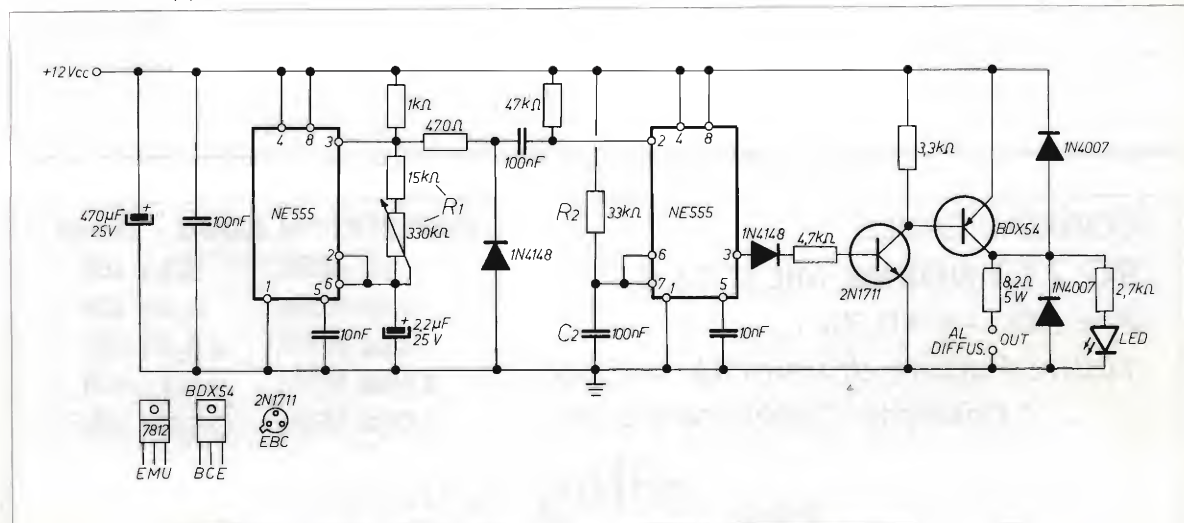 +12Vcc
4
8
3
1kΩ
470Ω
47kΩ
100nF
2
4
8
3,3kΩ
1N4007
470µF
25V
+
100nF
NE555
15kΩ
R1
330kΩ
2
6
1
5
10nF
+
2,2µF
25V
1N4148
R2
33kΩ
NE555
6
7
3
1
5
C2
100nF
10nF
1N4148
4,7kΩ
2N1711
BDX54
8,2Ω
5W
1N4007
2,7kΩ
AL
DIFFUS.
OUT
LED
7812
EMU
BDX54
BCE
2N1711
EBC